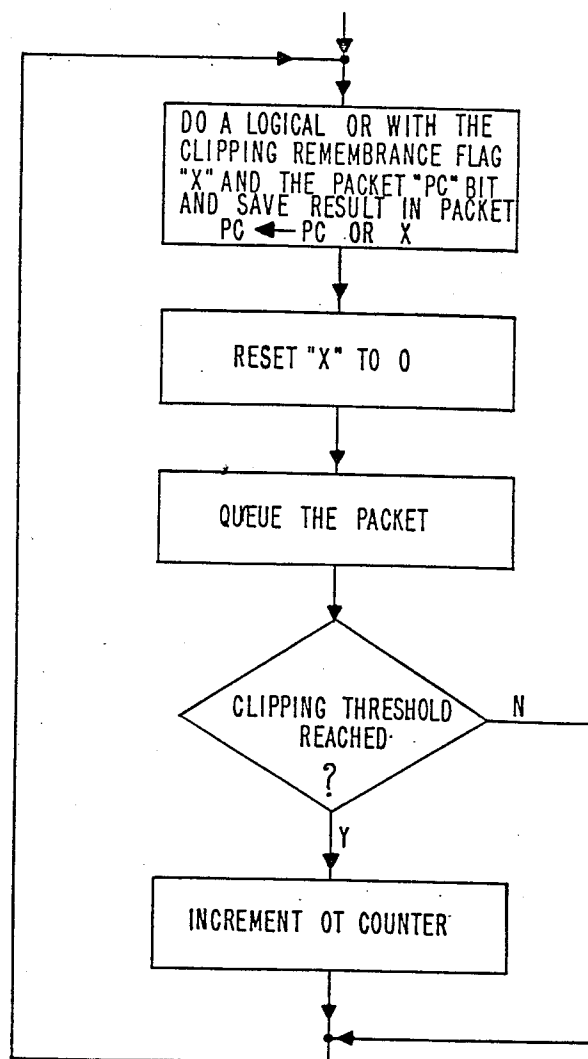 DO A LOGICAL OR WITH THE
CLIPPING REMEMBRANCE FLAG
"X" AND THE PACKET "PC" BIT
AND SAVE RESULT IN PACKET
PC ← PC OR X
RESET "X" TO 0
QUEUE THE PACKET
CLIPPING THRESHOLD
REACHED
?
N
Y
INCREMENT OT COUNTER